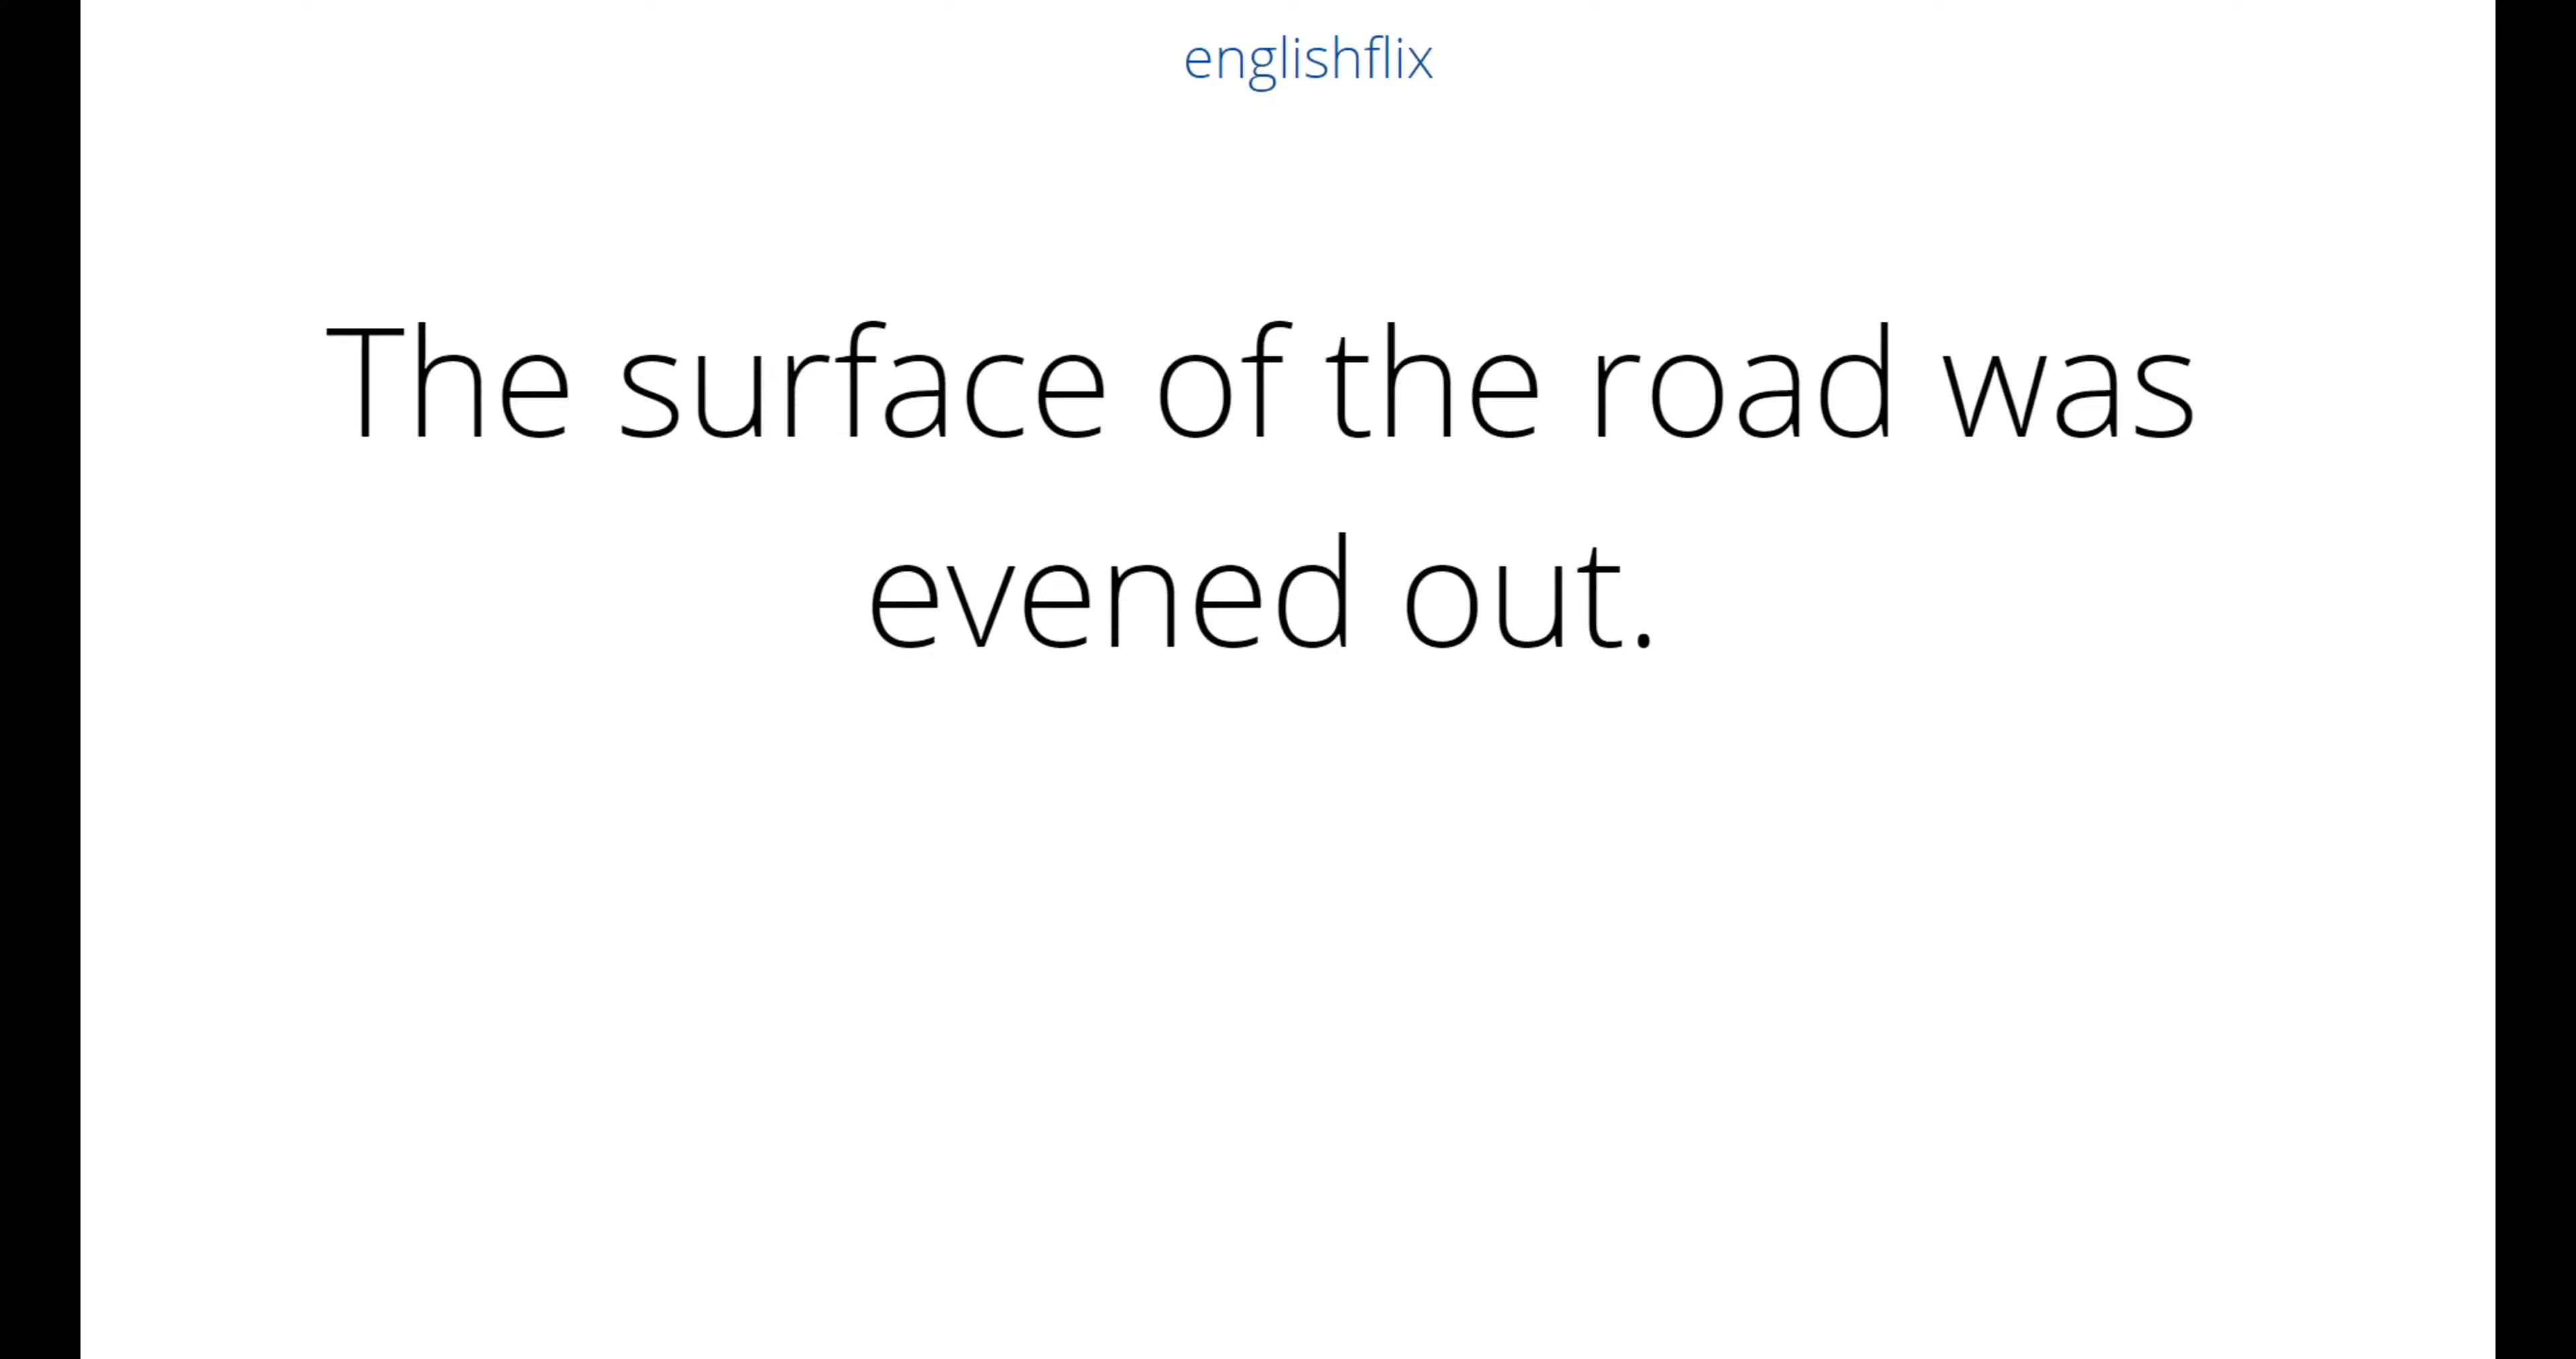 englishflix
The surface of the road was
evened out.